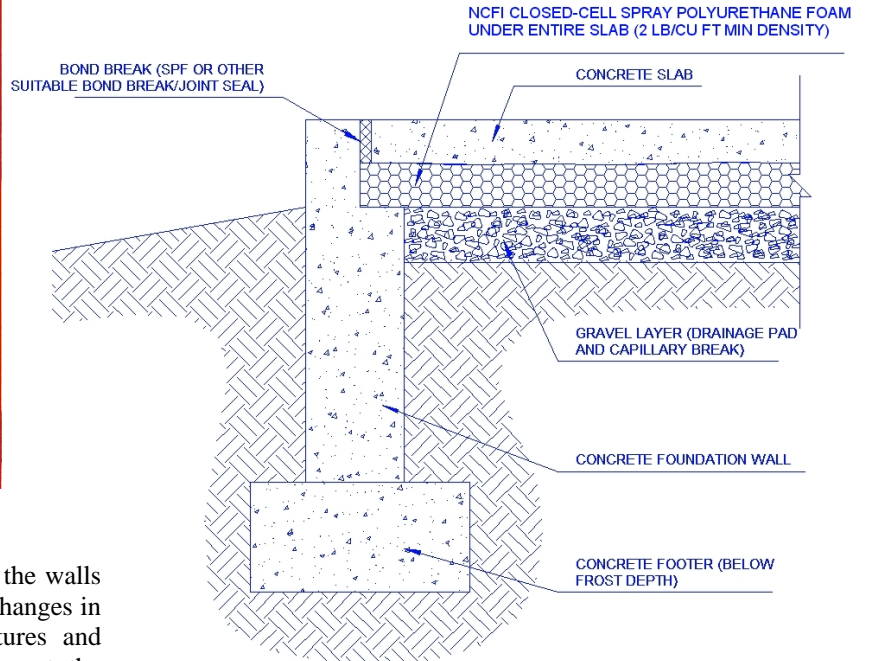 NCFI CLOSED-CELL SPRAY POLYURETHANE FOAM
UNDER ENTIRE SLAB (2 LB/CU FT MIN DENSITY)
BOND BREAK (SPF OR OTHER
SUITABLE BOND BREAK/JOINT SEAL)
CONCRETE SLAB
GRAVEL LAYER (DRAINAGE PAD
AND CAPILLARY BREAK)
CONCRETE FOUNDATION WALL
CONCRETE FOOTER (BELOW
FROST DEPTH)
the walls
hanges in
tures and